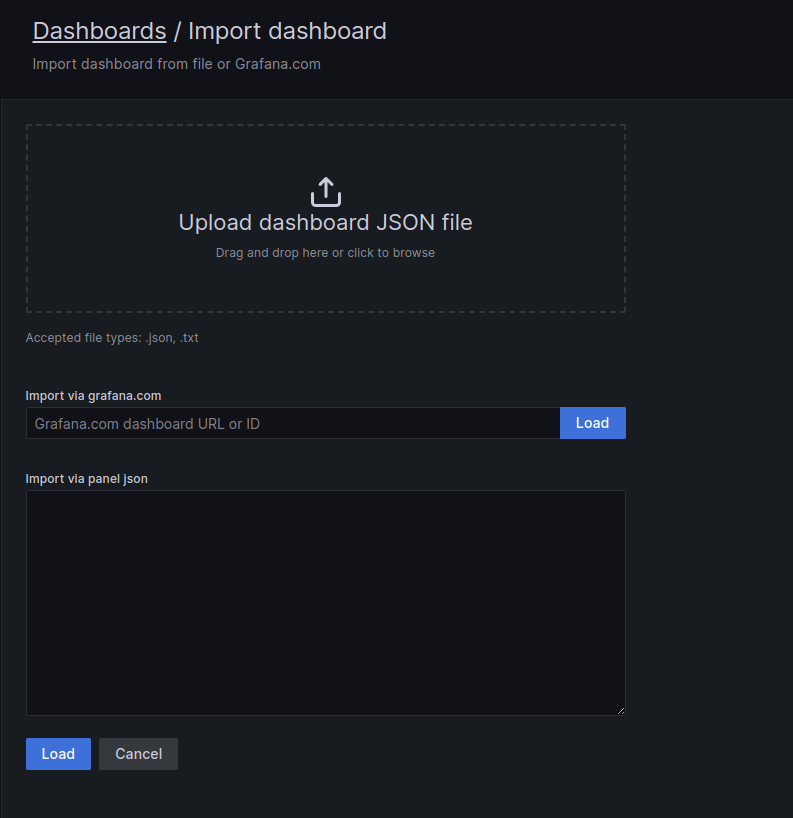 Dashboards / Import dashboard
Import dashboard from file or Grafana.com
Upload dashboard JSON file
Drag and drop here or click to browse
Accepted file types: .json, .txt
Import via grafana.com
Grafana.com dashboard URL or ID
Load
Import via panel json
Load
Cancel